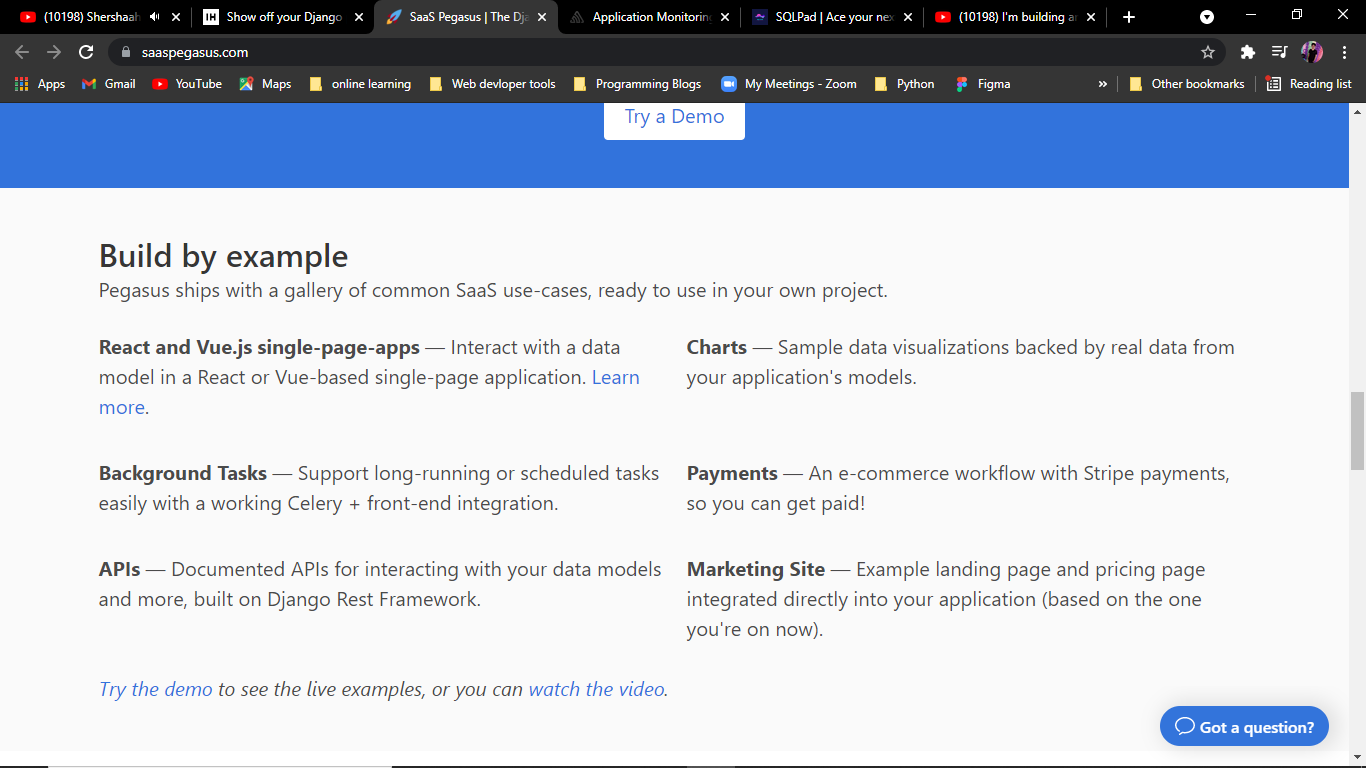 (10198) Shershaah
Show off your Django
SaaS Pegasus | The Dja
Application Monitoring
SQLPad | Ace your nex
(10198) I'm building a
saaspegasus.com
Apps
Gmail
YouTube
Maps
online learning
Web devloper tools
Programming Blogs
My Meetings - Zoom
Python
Figma
»
Other bookmarks
Reading list
Try a Demo
Build by example
Pegasus ships with a gallery of common SaaS use-cases, ready to use in your own project.
React and Vue.js single-page-apps — Interact with a data
model in a React or Vue-based single-page application. Learn
more.
Charts — Sample data visualizations backed by real data from
your application's models.
Background Tasks — Support long-running or scheduled tasks
easily with a working Celery + front-end integration.
Payments — An e-commerce workflow with Stripe payments,
so you can get paid!
APIs — Documented APIs for interacting with your data models
and more, built on Django Rest Framework.
Marketing Site — Example landing page and pricing page
integrated directly into your application (based on the one
you're on now).
Try the demo to see the live examples, or you can watch the video.
Got a question?